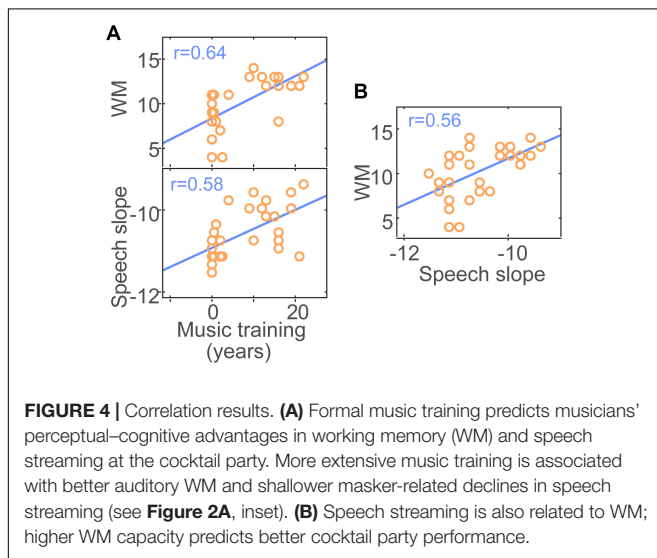 A
r=0.64
15
10
5
WM
r=0.58
-10
-12
Speech slope
0
20
Music training
(years)
B
r=0.56
15
10
5
WM
-12
-10
Speech slope
FIGURE 4 | Correlation results. (A) Formal music training predicts musicians’
perceptual–cognitive advantages in working memory (WM) and speech
streaming at the cocktail party. More extensive music training is associated
with better auditory WM and shallower masker-related declines in speech
streaming (see Figure 2A, inset). (B) Speech streaming is also related to WM;
higher WM capacity predicts better cocktail party performance.